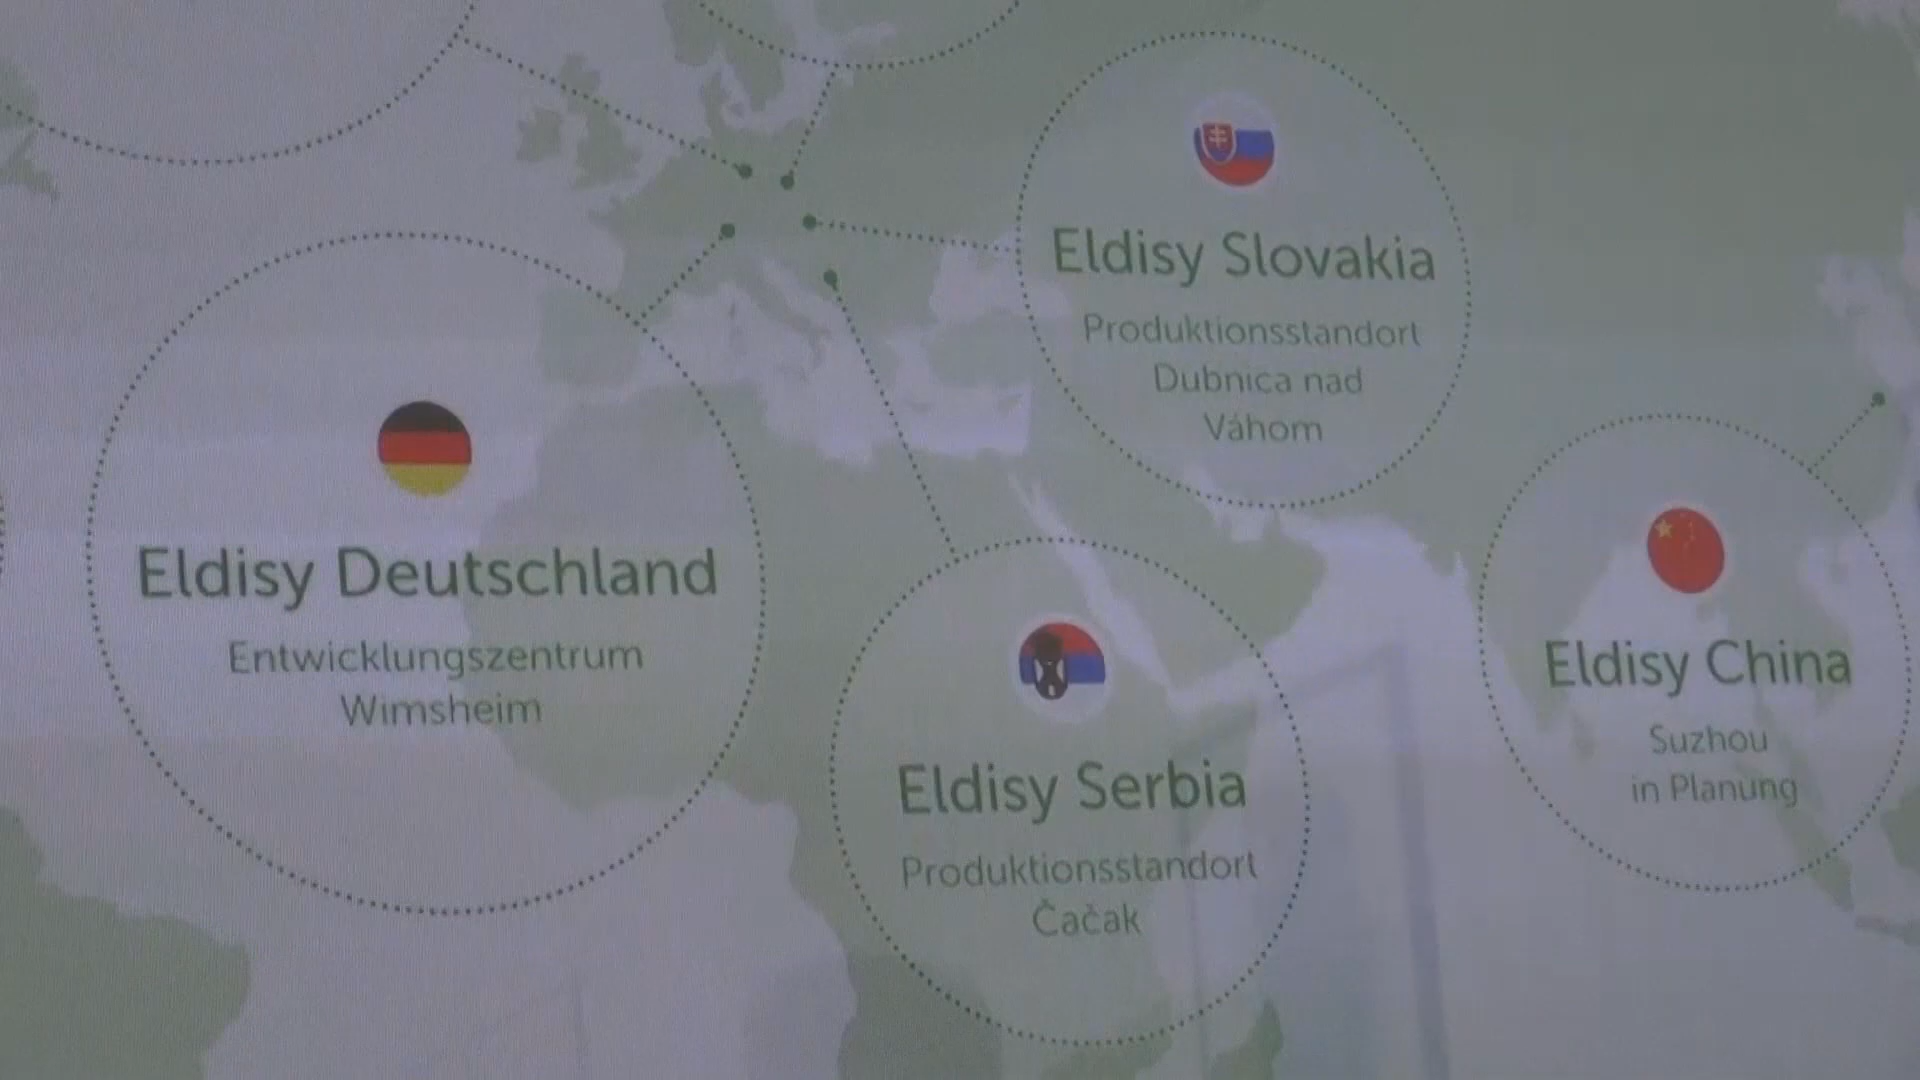 Eldisy Slovakia
Produktionsstandort
Dubnica nad
Váhom
Eldisy Deutschland
Entwicklungszentrum
Wimsheim
Eldisy Serbia
Produktionsstandort
Čačak
Eldisy China
Suzhou
in Planung